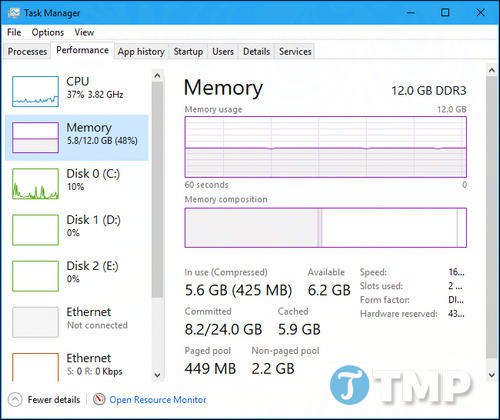 Task Manager
File Options View
Processes Performance App history Startup Users Details Services
CPU
37% 3.82 GHz
Memory
5.8/12.0 GB (48%)
Disk 0 (C:)
10%
Disk 1 (D:)
0%
Disk 2 (E:)
0%
Ethernet
Not connected
Ethernet
S: 0 R: 0 Kbps
Memory 12.0 GB DDR3
Memory usage 12.0 GB
60 seconds 0
Memory composition
In use (Compressed) Available
5.6 GB (425 MB) 6.2 GB
Committed Cached
8.2/24.0 GB 5.9 GB
Paged pool Non-paged pool
449 MB 2.2 GB
Speed: 16...
Slots used: 2 ...
Form factor: DI...
Hardware reserved: 43...
Fewer details Open Resource Monitor
T TMP